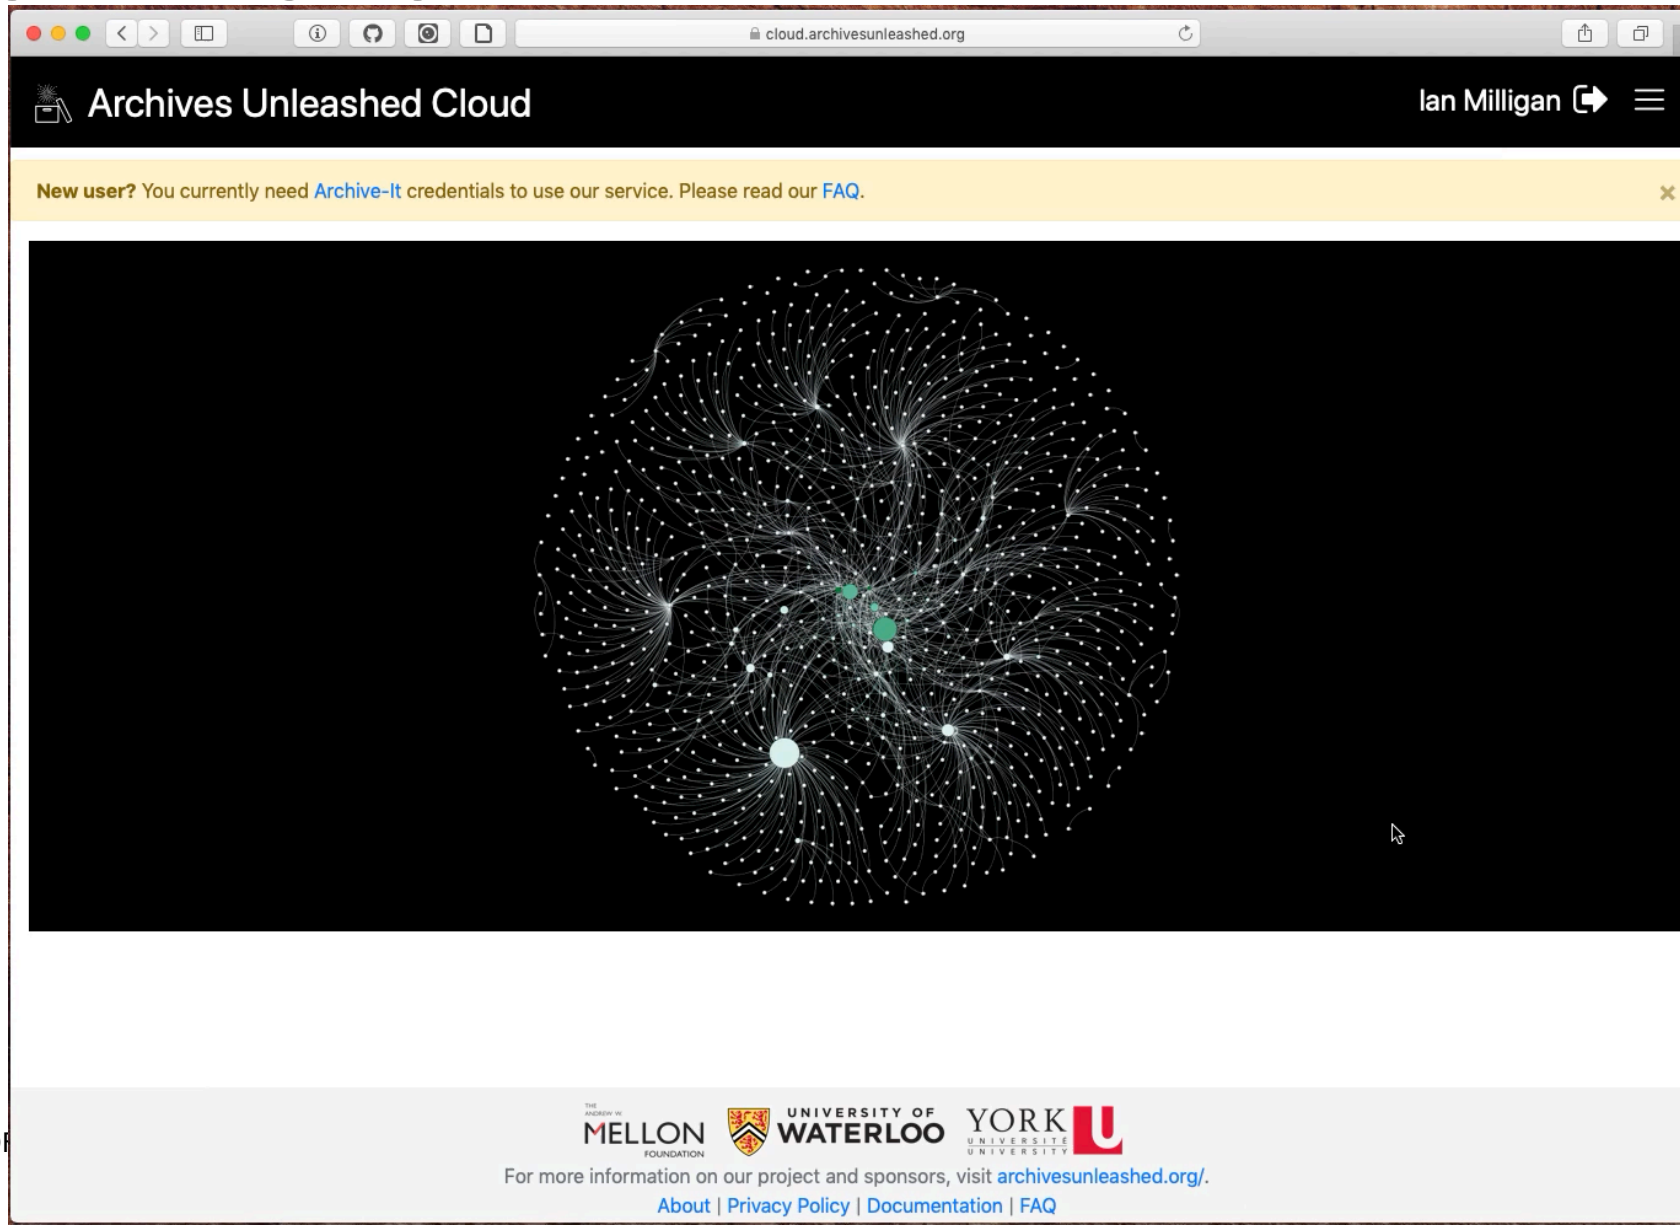 cloud.archivesunleashed.org
Archives Unleashed Cloud
Ian Milligan
New user? You currently need Archive-It credentials to use our service. Please read our FAQ.
THE
ANDREW W.
MELLON
FOUNDATION
UNIVERSITY OF
WATERLOO
YORK
UNIVERSITÉ
UNIVERSITY
U
For more information on our project and sponsors, visit archivesunleashed.org/.
About | Privacy Policy | Documentation | FAQ